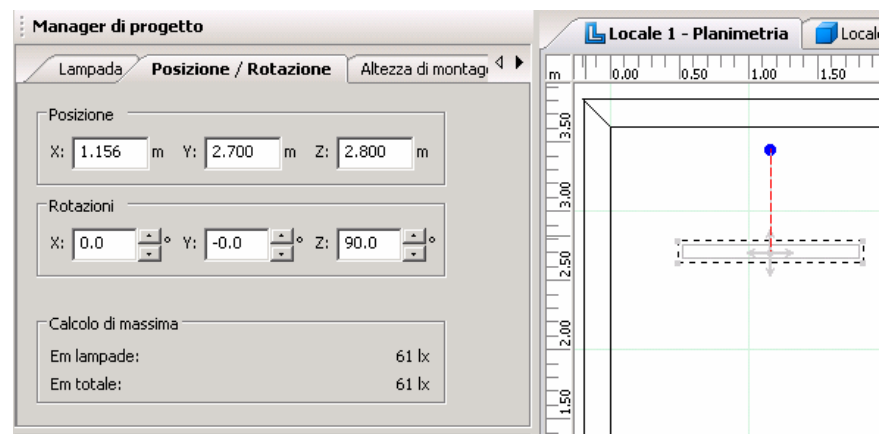 Manager di progetto
Lampada Posizione / Rotazione Altezza di montag
Posizione
X: 1.156 m Y: 2.700 m Z: 2.800 m
Rotazioni
X: 0.0 ° Y: -0.0 ° Z: 90.0 °
Calcolo di massima
Em lampade: 61 lx
Em totale: 61 lx
Locale 1 - Planimetria Locale
m 0.00 0.50 1.00 1.50
3.50
3.00
2.50
2.00
1.50